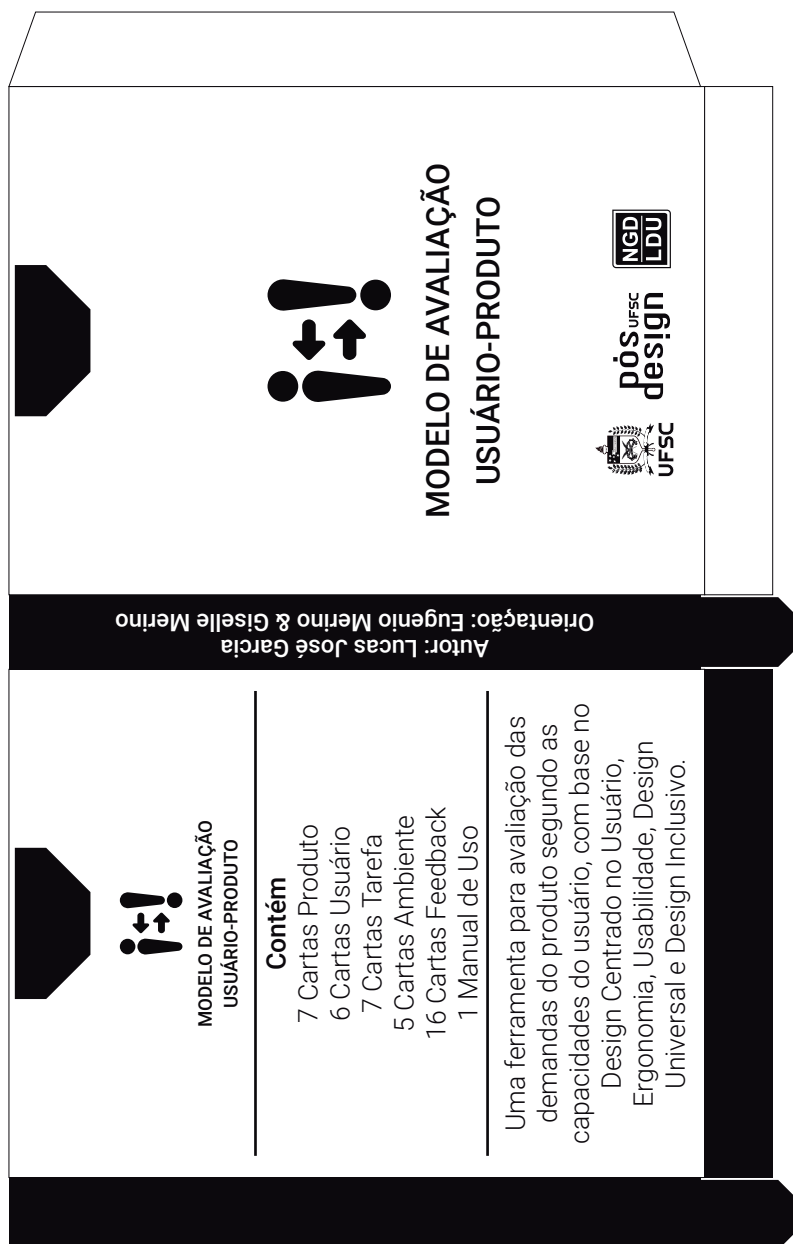 MODELO DE AVALIAÇÃO
USUÁRIO-PRODUTO
UFSC
pós UFSC
design
NGD
LDU
Autor: Lucas José Garcia
Orientação: Eugenio Merino & Giselle Merino
MODELO DE AVALIAÇÃO
USUÁRIO-PRODUTO
Contém
7 Cartas Produto
6 Cartas Usuário
7 Cartas Tarefa
5 Cartas Ambiente
16 Cartas Feedback
1 Manual de Uso
Uma ferramenta para avaliação das
demandas do produto segundo as
capacidades do usuário, com base no
Design Centrado no Usuário,
Ergonomia, Usabilidade, Design
Universal e Design Inclusivo.